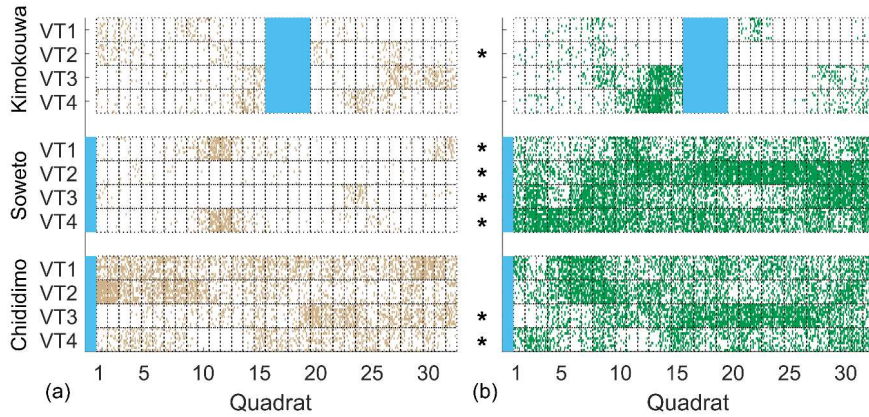 Kimokouwa
VT1
VT2 *
VT3
VT4
Soweto
VT1 *
VT2 *
VT3 *
VT4 *
Chididimo
VT1
VT2
VT3 *
VT4 *
1 5 10 15 20 25 30 1 5 10 15 20 25 30
(a) Quadrat (b) Quadrat